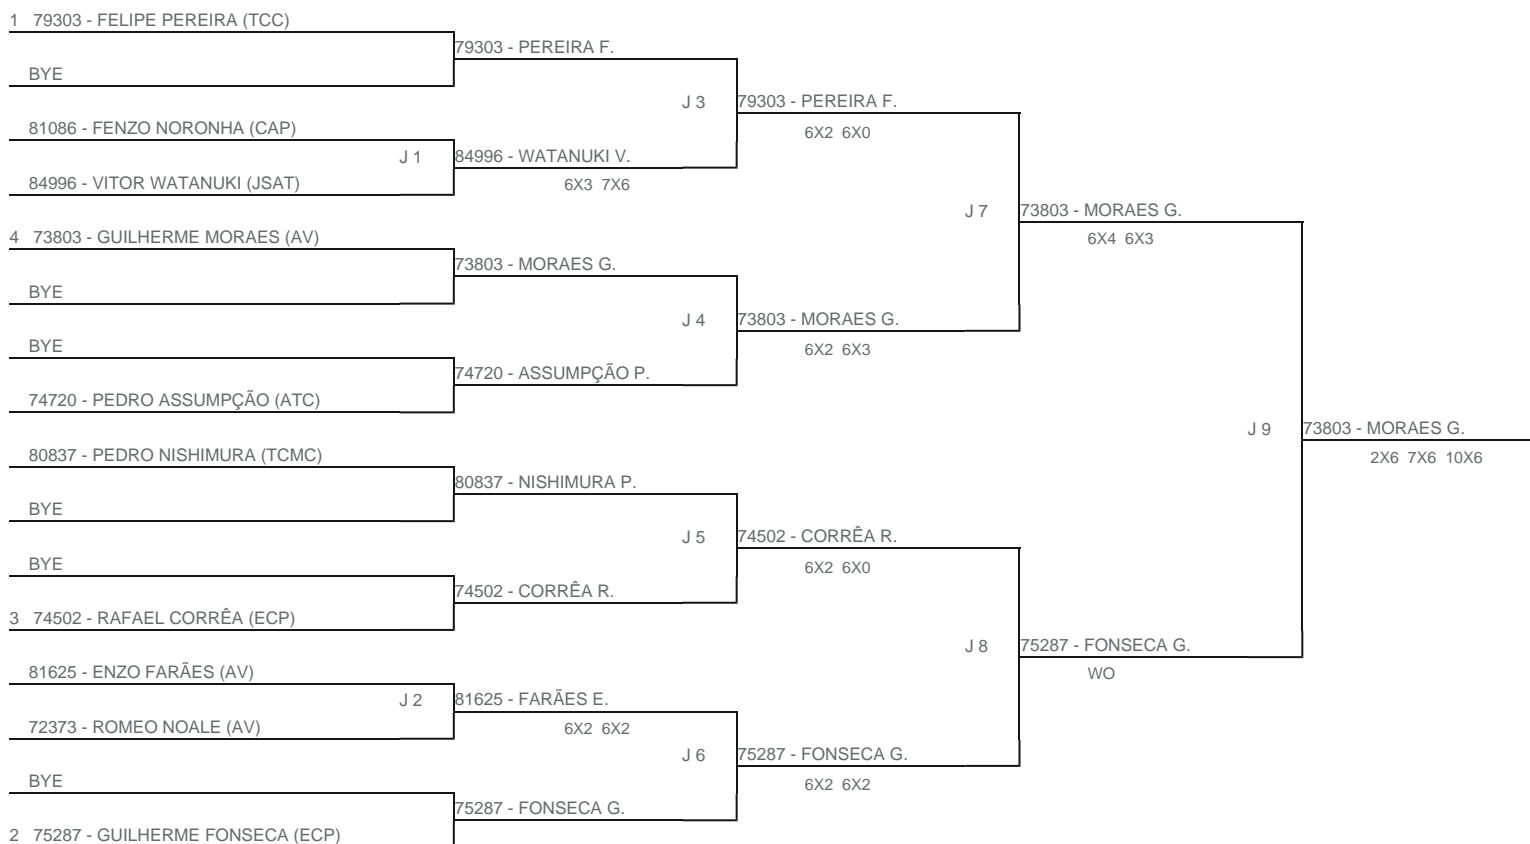 1 79303 - FELIPE PEREIRA (TCC)
79303 - PEREIRA F.
BYE
J 3 79303 - PEREIRA F.
6X2 6X0
81086 - FENZO NORONHA (CAP)
J 1 84996 - WATANUKI V.
6X3 7X6
84996 - VITOR WATANUKI (JSAT)
J 7 73803 - MORAES G.
6X4 6X3
4 73803 - GUILHERME MORAES (AV)
73803 - MORAES G.
BYE
J 4 73803 - MORAES G.
6X2 6X3
BYE
74720 - ASSUMPÇÃO P.
74720 - PEDRO ASSUMPÇÃO (ATC)
J 9 73803 - MORAES G.
2X6 7X6 10X6
80837 - PEDRO NISHIMURA (TCMC)
80837 - NISHIMURA P.
BYE
J 5 74502 - CORRÊA R.
6X2 6X0
BYE
74502 - CORRÊA R.
3 74502 - RAFAEL CORRÊA (ECP)
J 8 75287 - FONSECA G.
WO
81625 - ENZO FARÃES (AV)
J 2 81625 - FARÃES E.
6X2 6X2
72373 - ROMEO NOALE (AV)
J 6 75287 - FONSECA G.
6X2 6X2
BYE
75287 - FONSECA G.
2 75287 - GUILHERME FONSECA (ECP)